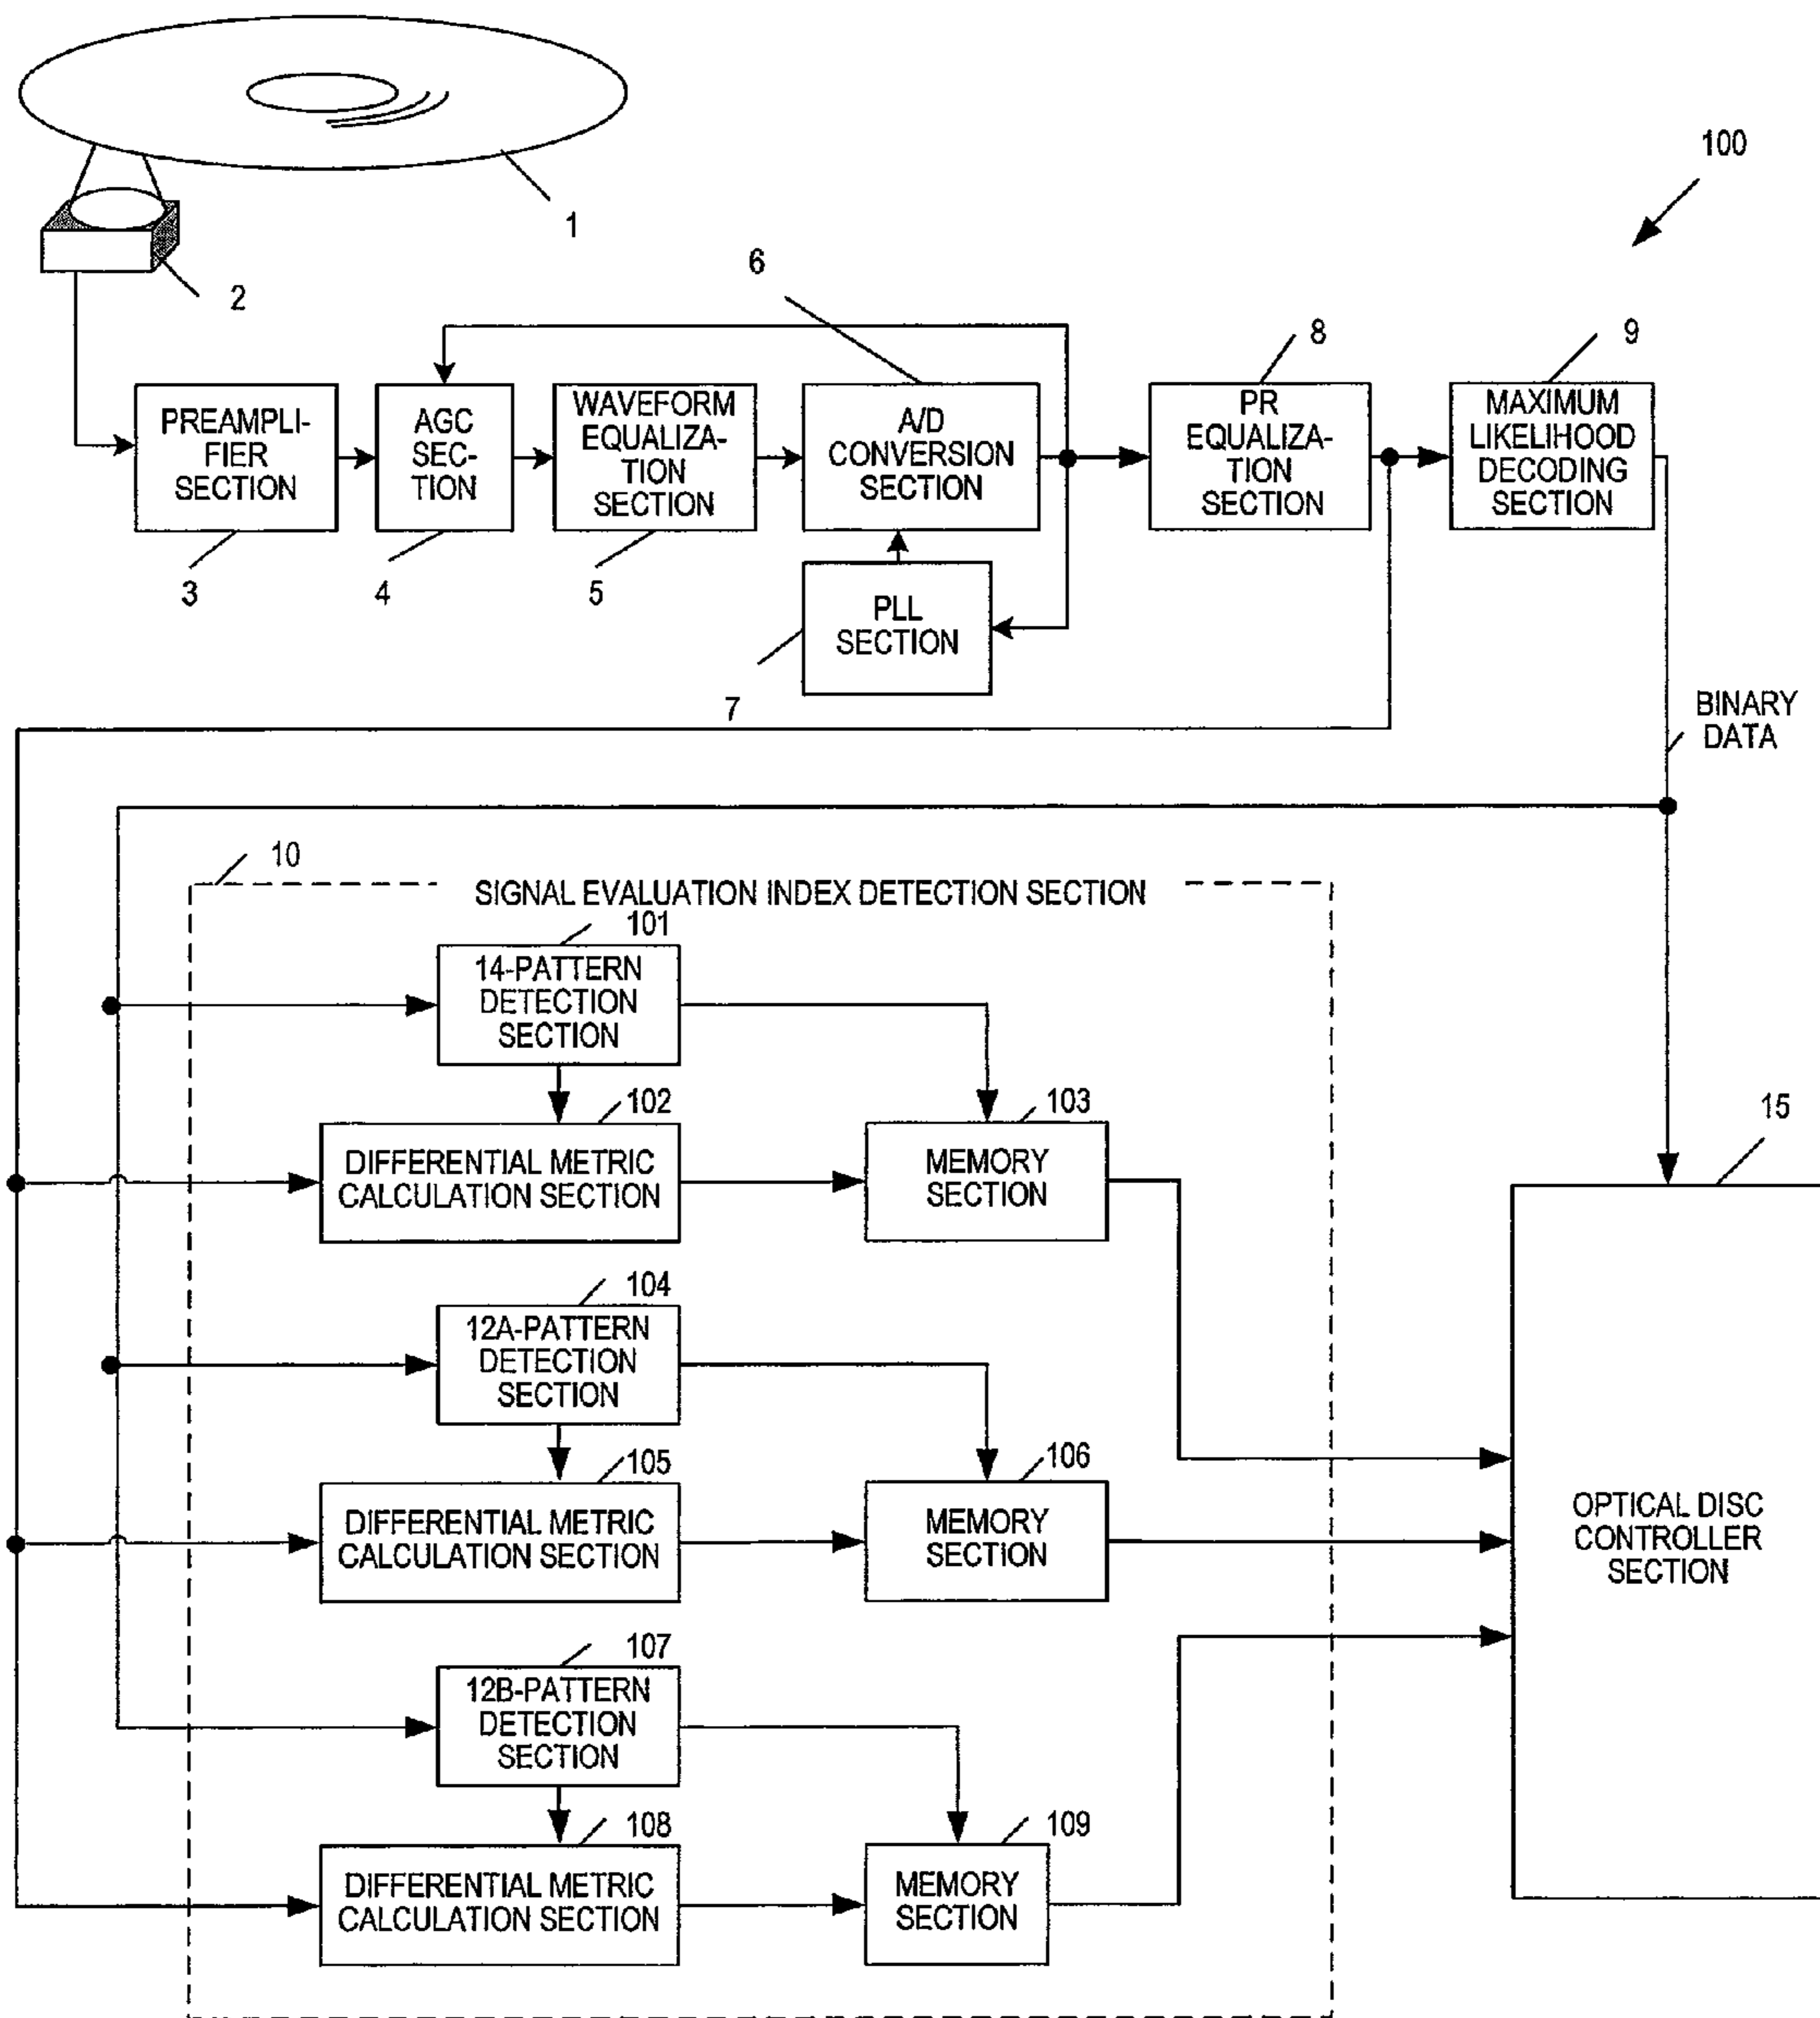 100
1
2
6
8
9
PREAMPLI-
FIER
SECTION
AGC
SEC-
TION
WAVEFORM
EQUALIZA-
TION
SECTION
A/D
CONVERSION
SECTION
PR
EQUALIZA-
TION
SECTION
MAXIMUM
LIKELIHOOD
DECODING
SECTION
3
4
5
PLL
SECTION
7
BINARY
DATA
10
SIGNAL EVALUATION INDEX DETECTION SECTION
101
14-PATTERN
DETECTION
SECTION
102
DIFFERENTIAL METRIC
CALCULATION SECTION
103
MEMORY
SECTION
15
104
12A-PATTERN
DETECTION
SECTION
105
DIFFERENTIAL METRIC
CALCULATION SECTION
106
MEMORY
SECTION
OPTICAL DISC
CONTROLLER
SECTION
107
12B-PATTERN
DETECTION
SECTION
108
DIFFERENTIAL METRIC
CALCULATION SECTION
109
MEMORY
SECTION